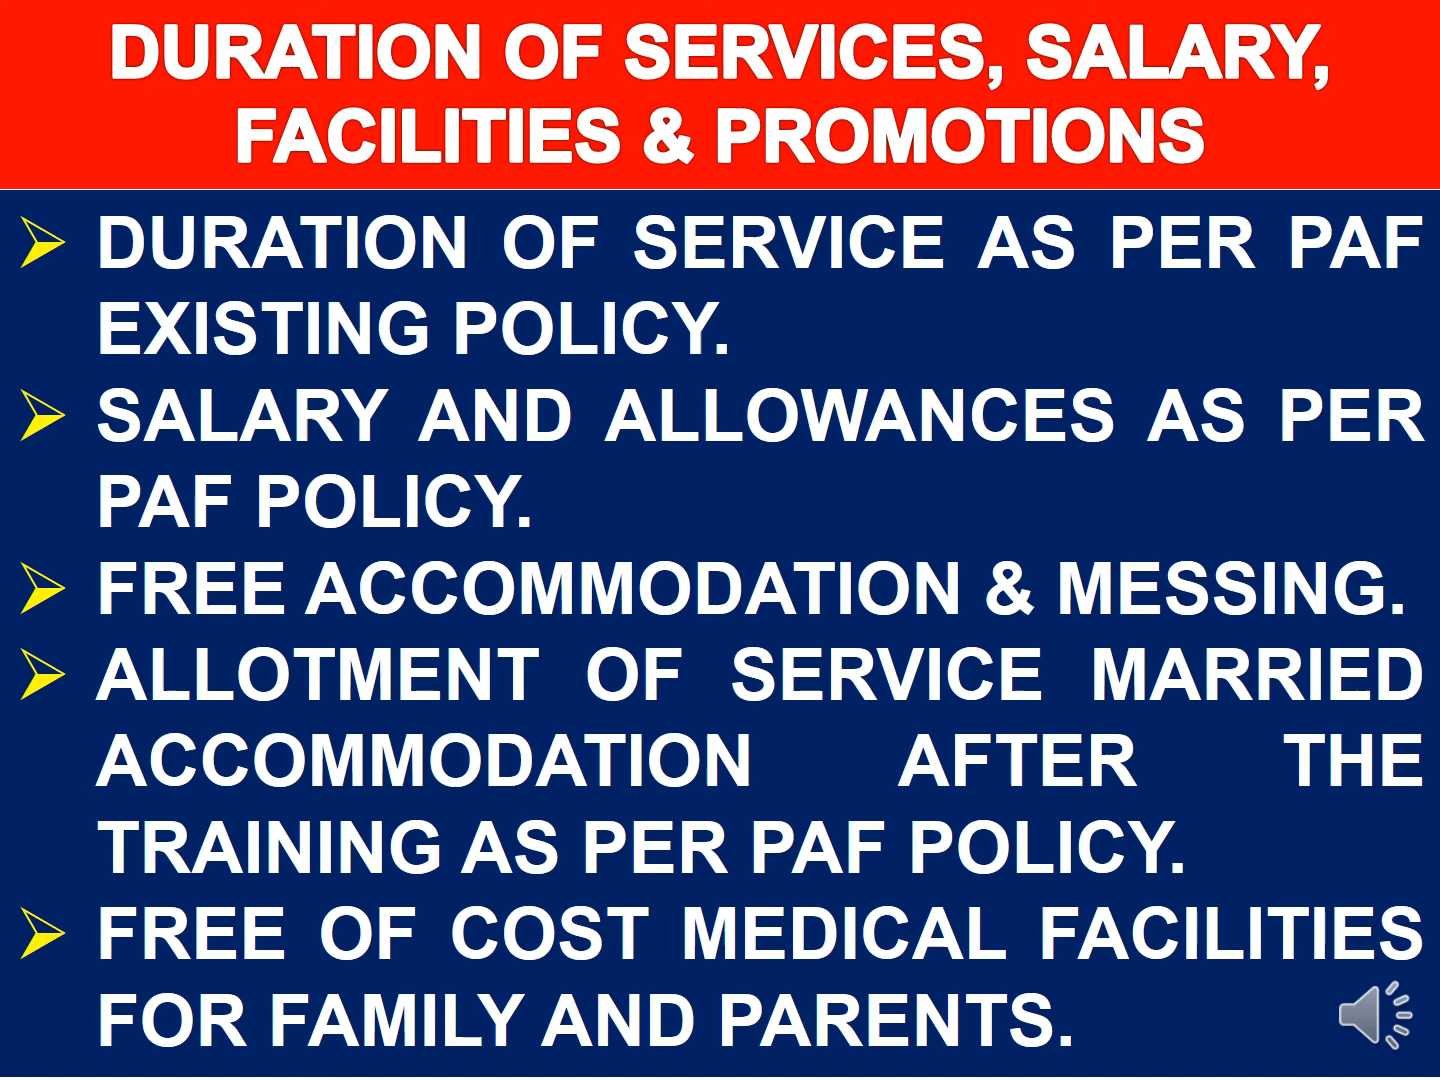 DURATION OF SERVICES, SALARY,
FACILITIES & PROMOTIONS
DURATION OF SERVICE AS PER PAF
EXISTING POLICY.
SALARY AND ALLOWANCES AS PER
PAF POLICY.
FREE ACCOMMODATION & MESSING.
ALLOTMENT OF SERVICE MARRIED
ACCOMMODATION AFTER THE
TRAINING AS PER PAF POLICY.
FREE OF COST MEDICAL FACILITIES
FOR FAMILY AND PARENTS.